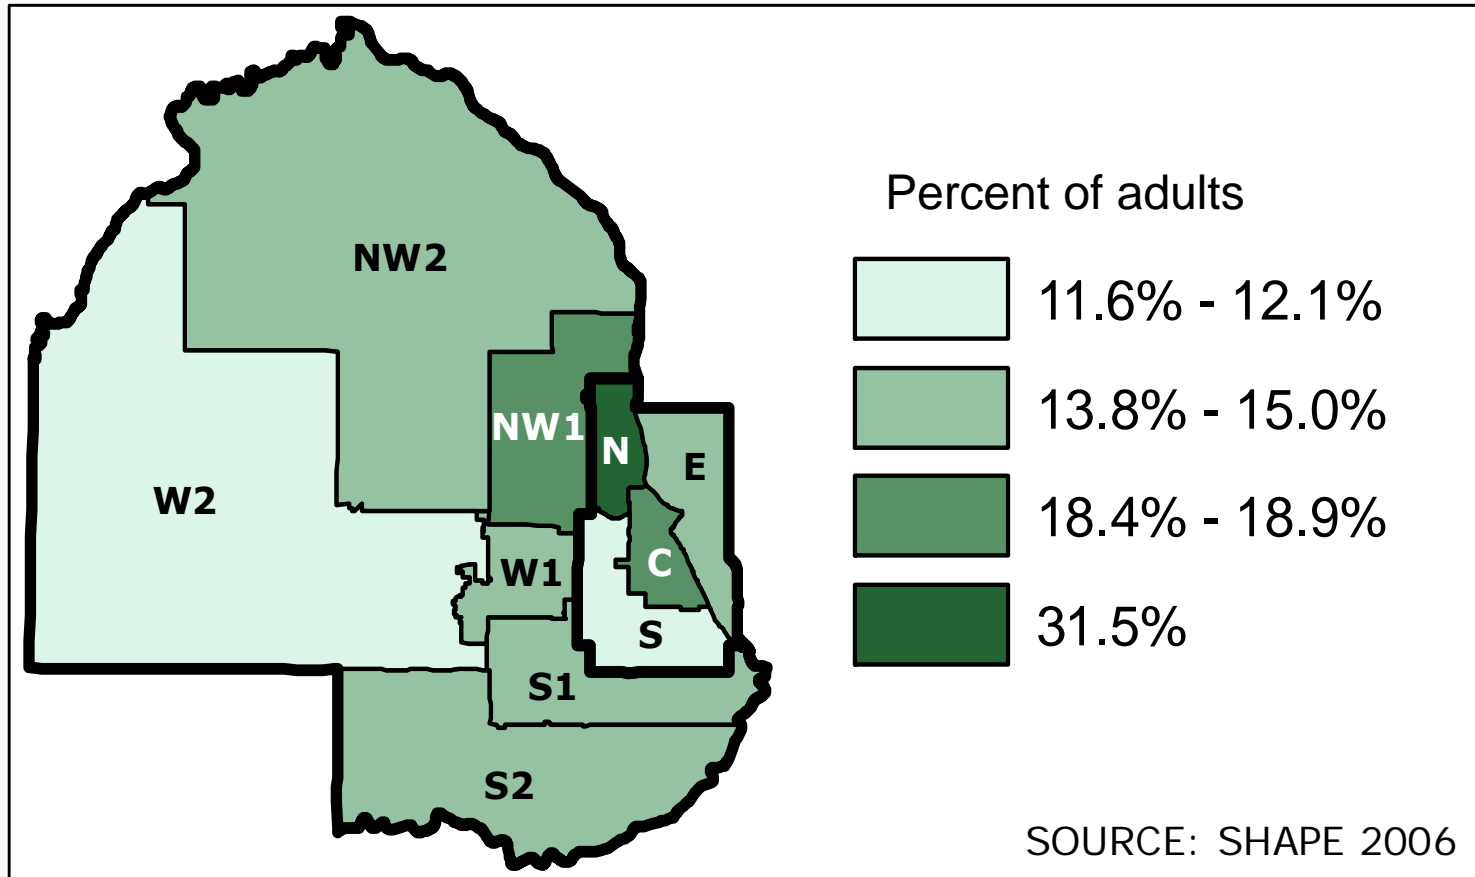 Percent of adults
11.6% - 12.1%
13.8% - 15.0%
18.4% - 18.9%
31.5%
NW2
NW1
N
E
W2
W1
C
S
S1
S2
SOURCE: SHAPE 2006